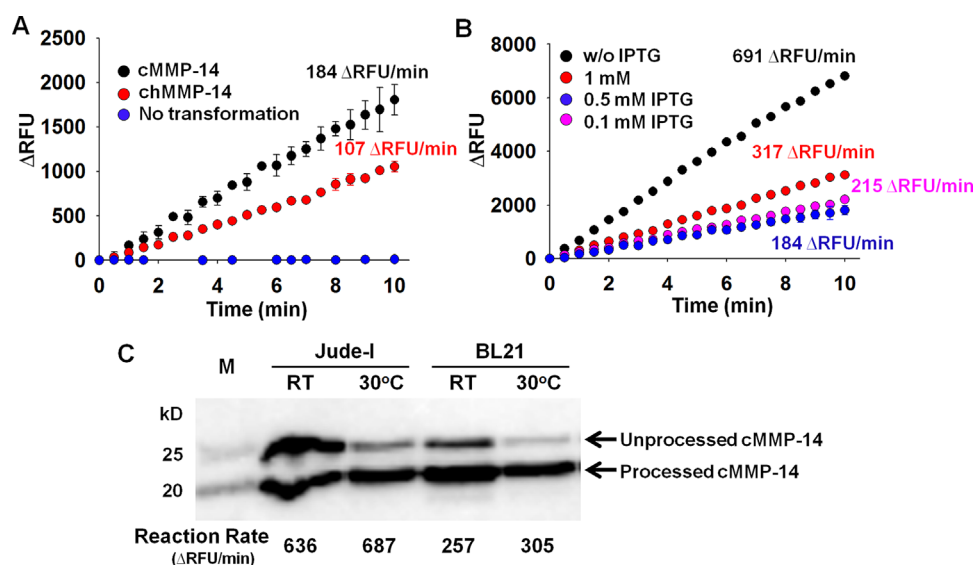 A
2500
2000
1500
1000
500
0
ΔRFU
cMMP-14
chMMP-14
No transformation
184 ΔRFU/min
107 ΔRFU/min
0 2 4 6 8 10
Time (min)
B
8000
6000
4000
2000
0
ΔRFU
w/o IPTG
1 mM
0.5 mM IPTG
0.1 mM IPTG
691 ΔRFU/min
317 ΔRFU/min
215 ΔRFU/min
184 ΔRFU/min
0 2 4 6 8 10
Time (min)
C
M Jude-I BL21
RT 30°C RT 30°C
kD
25
20
Unprocessed cMMP-14
Processed cMMP-14
Reaction Rate
(ΔRFU/min)
636 687 257 305